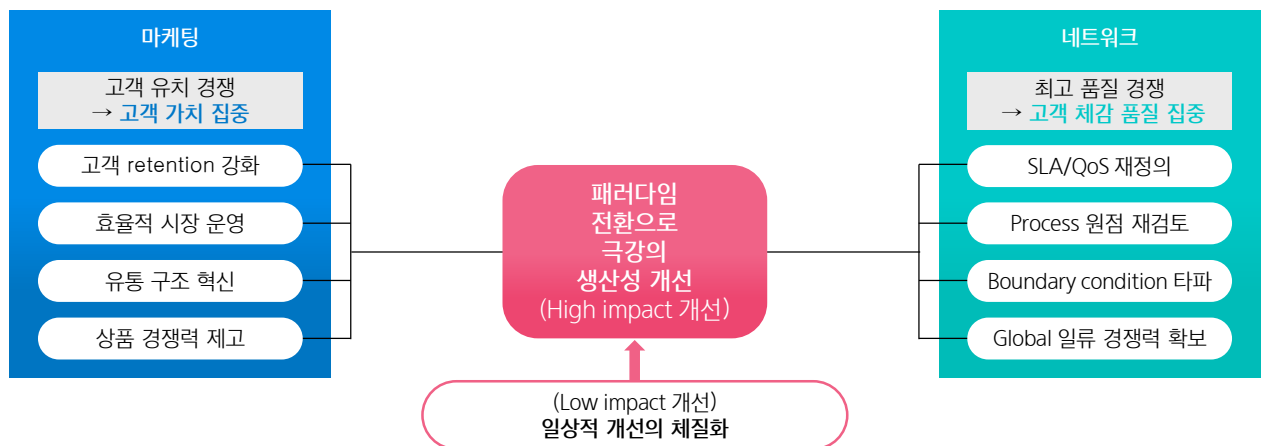 마케팅
고객 유치 경쟁
→ 고객 가치 집중
고객 retention 강화
효율적 시장 운영
유통 구조 혁신
상품 경쟁력 제고
패러다임
전환으로
극강의
생산성 개선
(High impact 개선)
(Low impact 개선)
일상적 개선의 체질화
네트워크
최고 품질 경쟁
→ 고객 체감 품질 집중
SLA/QoS 재정의
Process 원점 재검토
Boundary condition 타파
Global 일류 경쟁력 확보